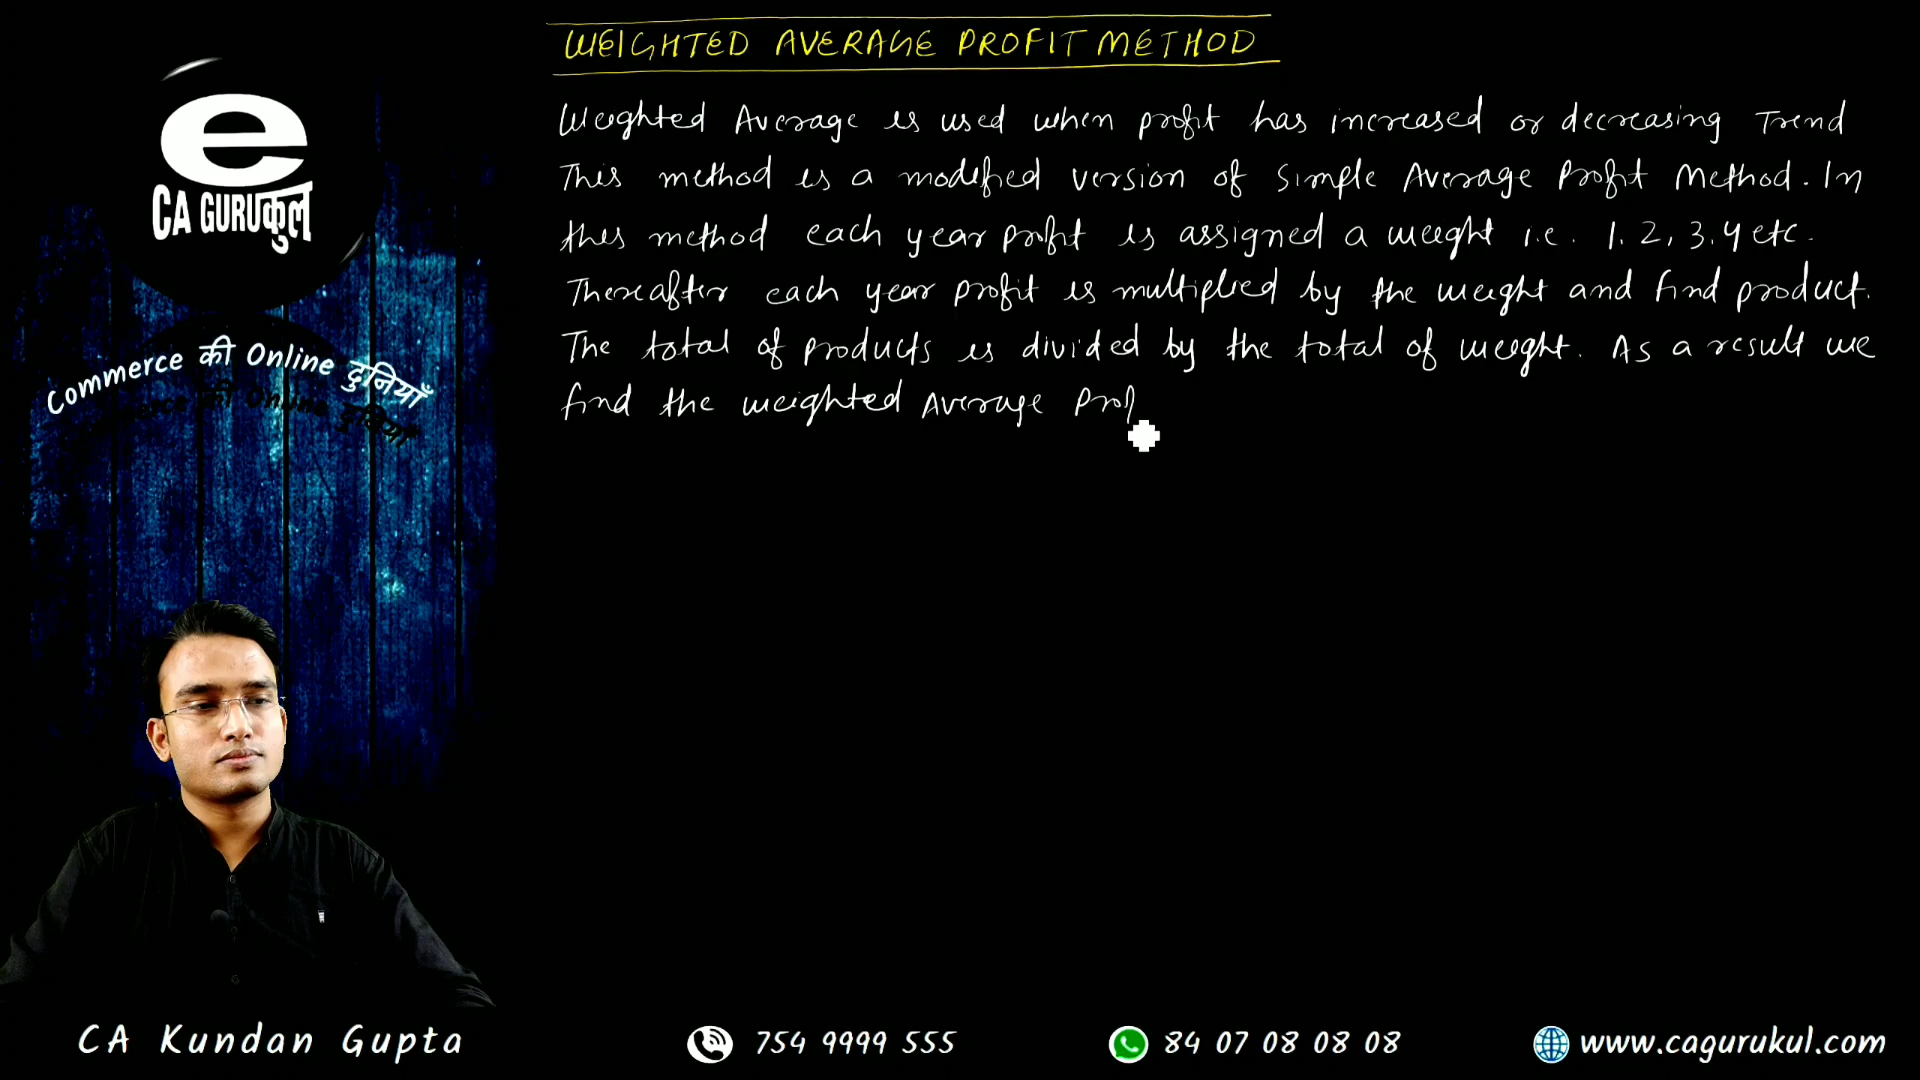 WEIGHTED AVERAGE PROFIT METHOD
e
CA GURUकुल
Commerce की Online दुनियाँ
Weighted Average is used when profit has increased or decreasing Trend
This method is a modified version of Simple Average Profit Method. In
this method each year profit is assigned a weight i.e. 1. 2, 3. 4 etc.
Thereafter each year profit is multiplied by the weight and find product.
The total of products is divided by the total of weight. As a result we
find the weighted Average Prof
CA Kundan Gupta
754 9999 555
84 07 08 08 08
www.cagurukul.com